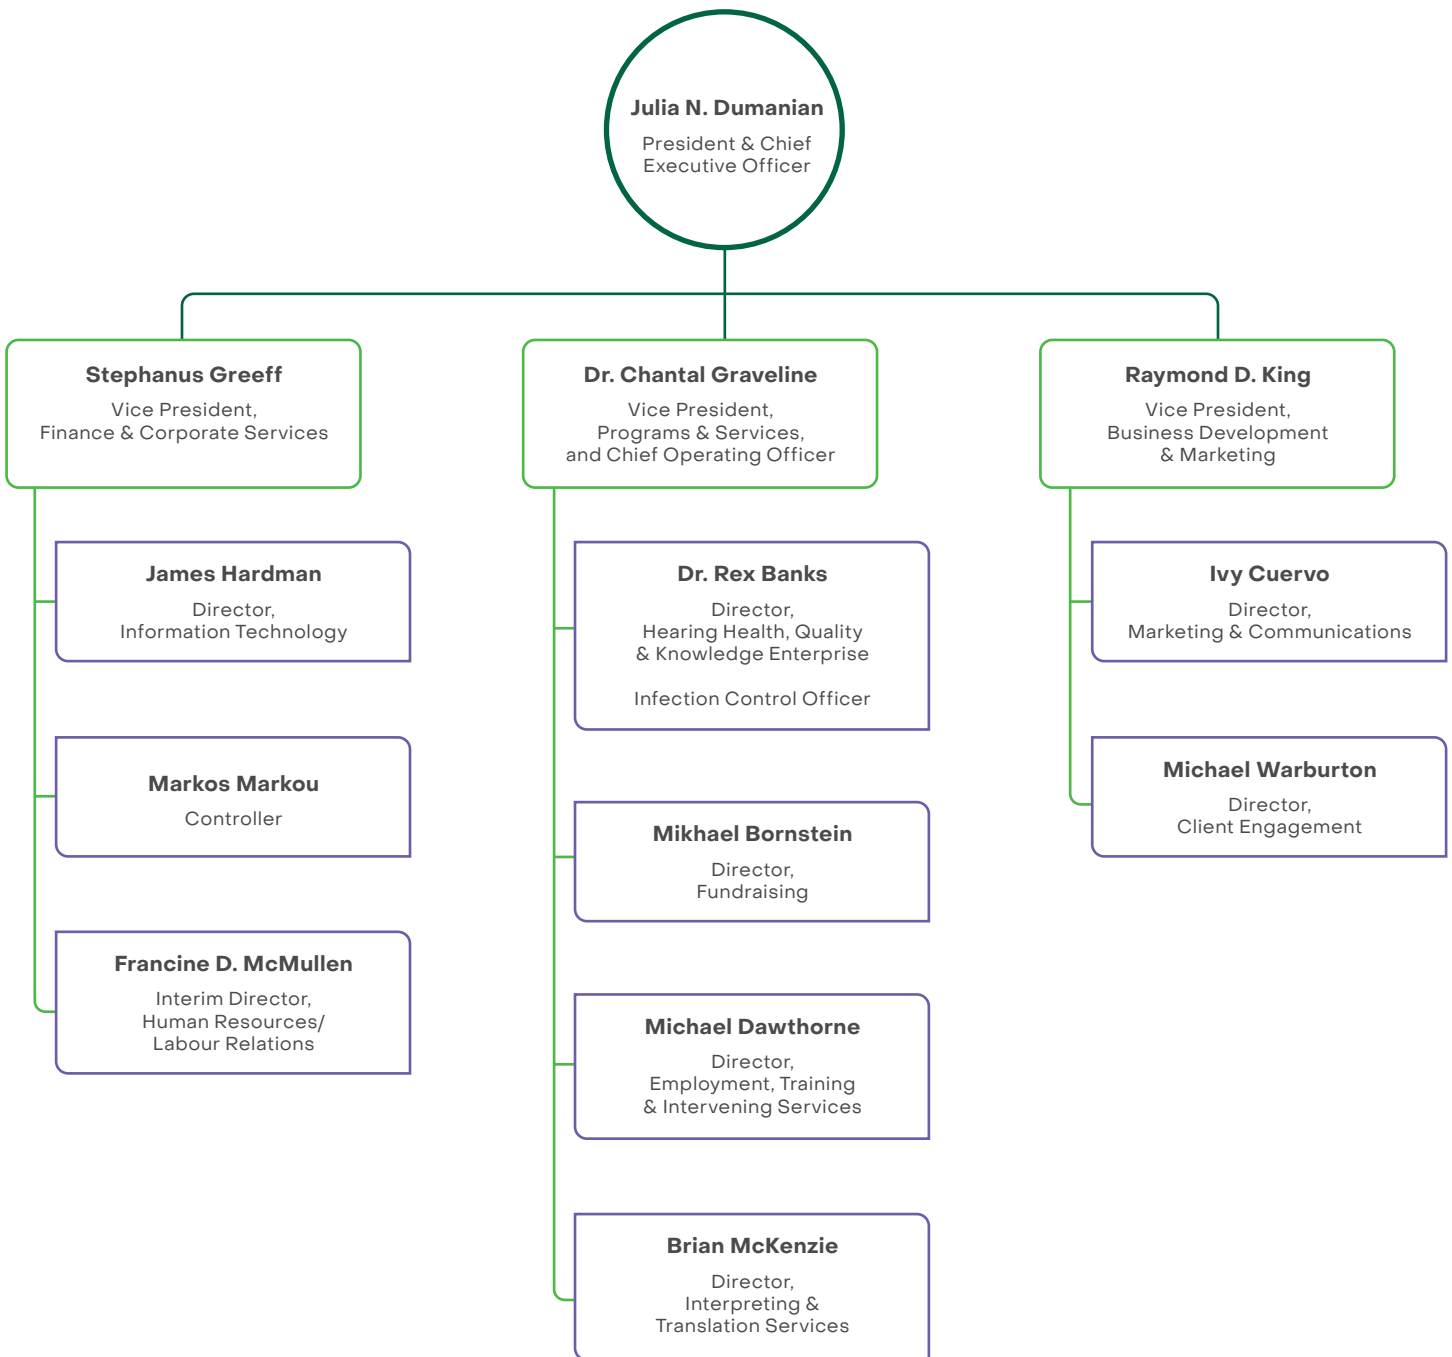 Julia N. Dumanian
President & Chief
Executive Officer
Stephanus Greeff
Vice President,
Finance & Corporate Services
James Hardman
Director,
Information Technology
Markos Markou
Controller
Francine D. McMullen
Interim Director,
Human Resources/
Labour Relations
Dr. Chantal Graveline
Vice President,
Programs & Services,
and Chief Operating Officer
Dr. Rex Banks
Director,
Hearing Health, Quality
& Knowledge Enterprise
Infection Control Officer
Mikhael Bornstein
Director,
Fundraising
Michael Dawthorne
Director,
Employment, Training
& Intervening Services
Brian McKenzie
Director,
Interpreting &
Translation Services
Raymond D. King
Vice President,
Business Development
& Marketing
Ivy Cuervo
Director,
Marketing & Communications
Michael Warburton
Director,
Client Engagement